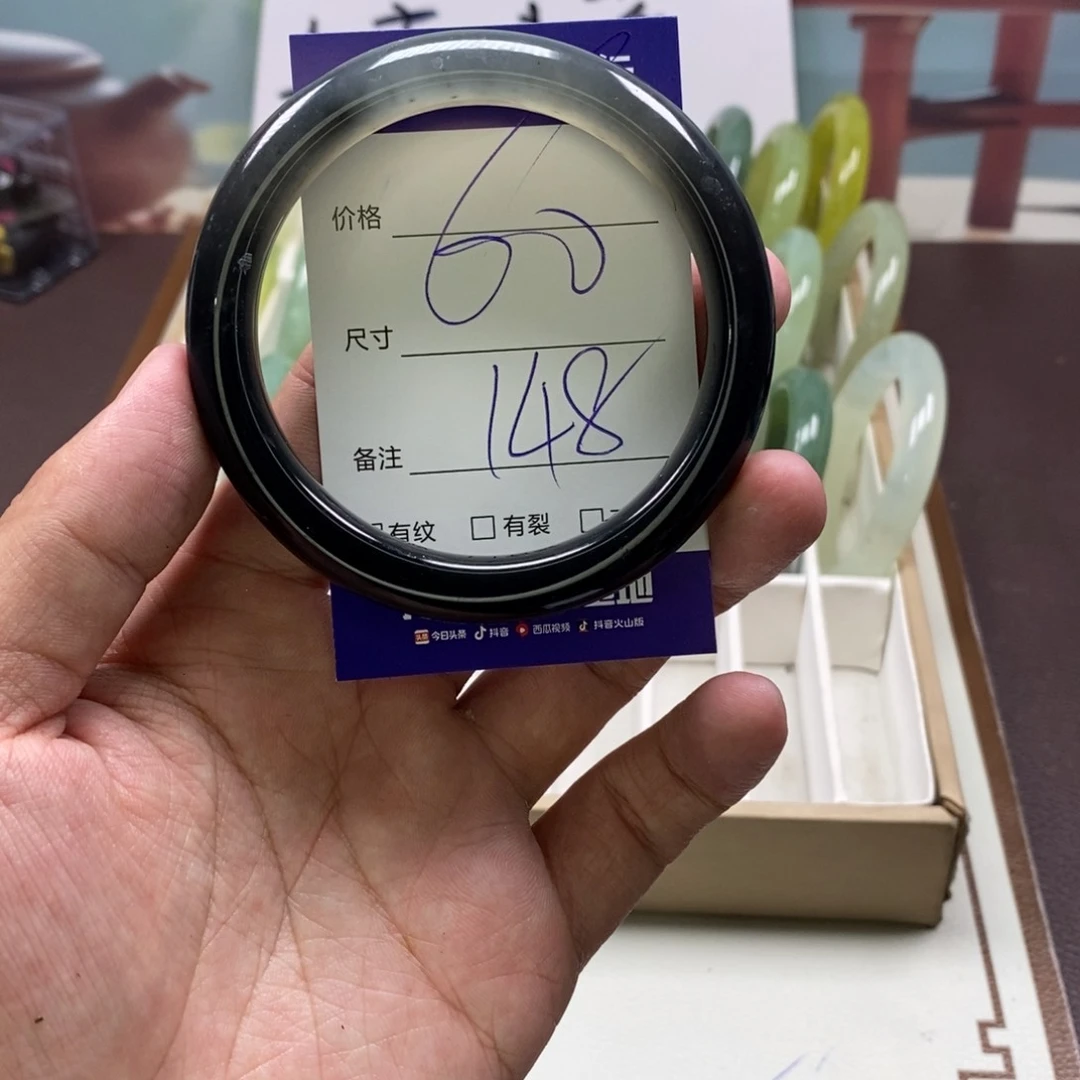 价格
60
尺寸
148
备注
有纹 有裂
今日头条 抖音 西瓜视频 抖音火山版